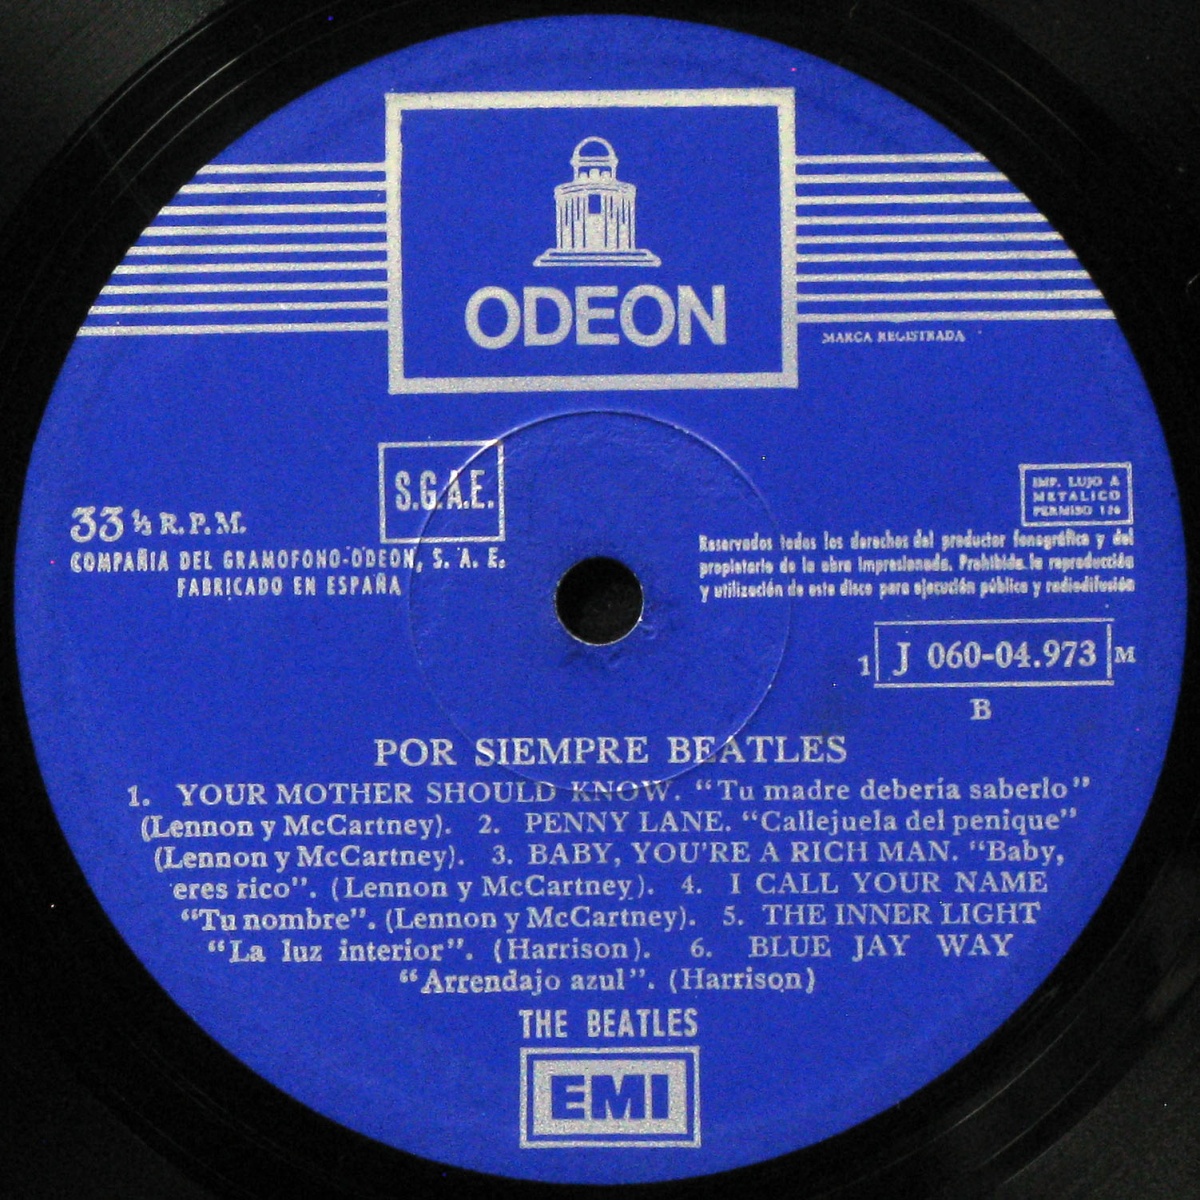 ODEON
MARCA REGISTRADA
S.G.A.E.
33 ⅓ R.P.M.
COMPAÑIA DEL GRAMOFONO-ODEON, S. A. E.
FABRICADO EN ESPAÑA
IMP. LUJO A
METALICO
PERMISO 126
Reservados todos los derechos del productor fonográfico y del
propietario de la obra impresionada. Prohibida la reproducción
y utilización de este disco para ejecución pública y radiodifusión
1 J 060-04.973 M
B
POR SIEMPRE BEATLES
1. YOUR MOTHER SHOULD KNOW. “Tu madre debería saberlo”
(Lennon y McCartney). 2. PENNY LANE. “Callejuela del penique”
(Lennon y McCartney). 3. BABY, YOU'RE A RICH MAN. “Baby,
eres rico”. (Lennon y McCartney). 4. I CALL YOUR NAME
“Tu nombre”. (Lennon y McCartney). 5. THE INNER LIGHT
“La luz interior”. (Harrison). 6. BLUE JAY WAY
“Arrendajo azul”. (Harrison)
THE BEATLES
EMI